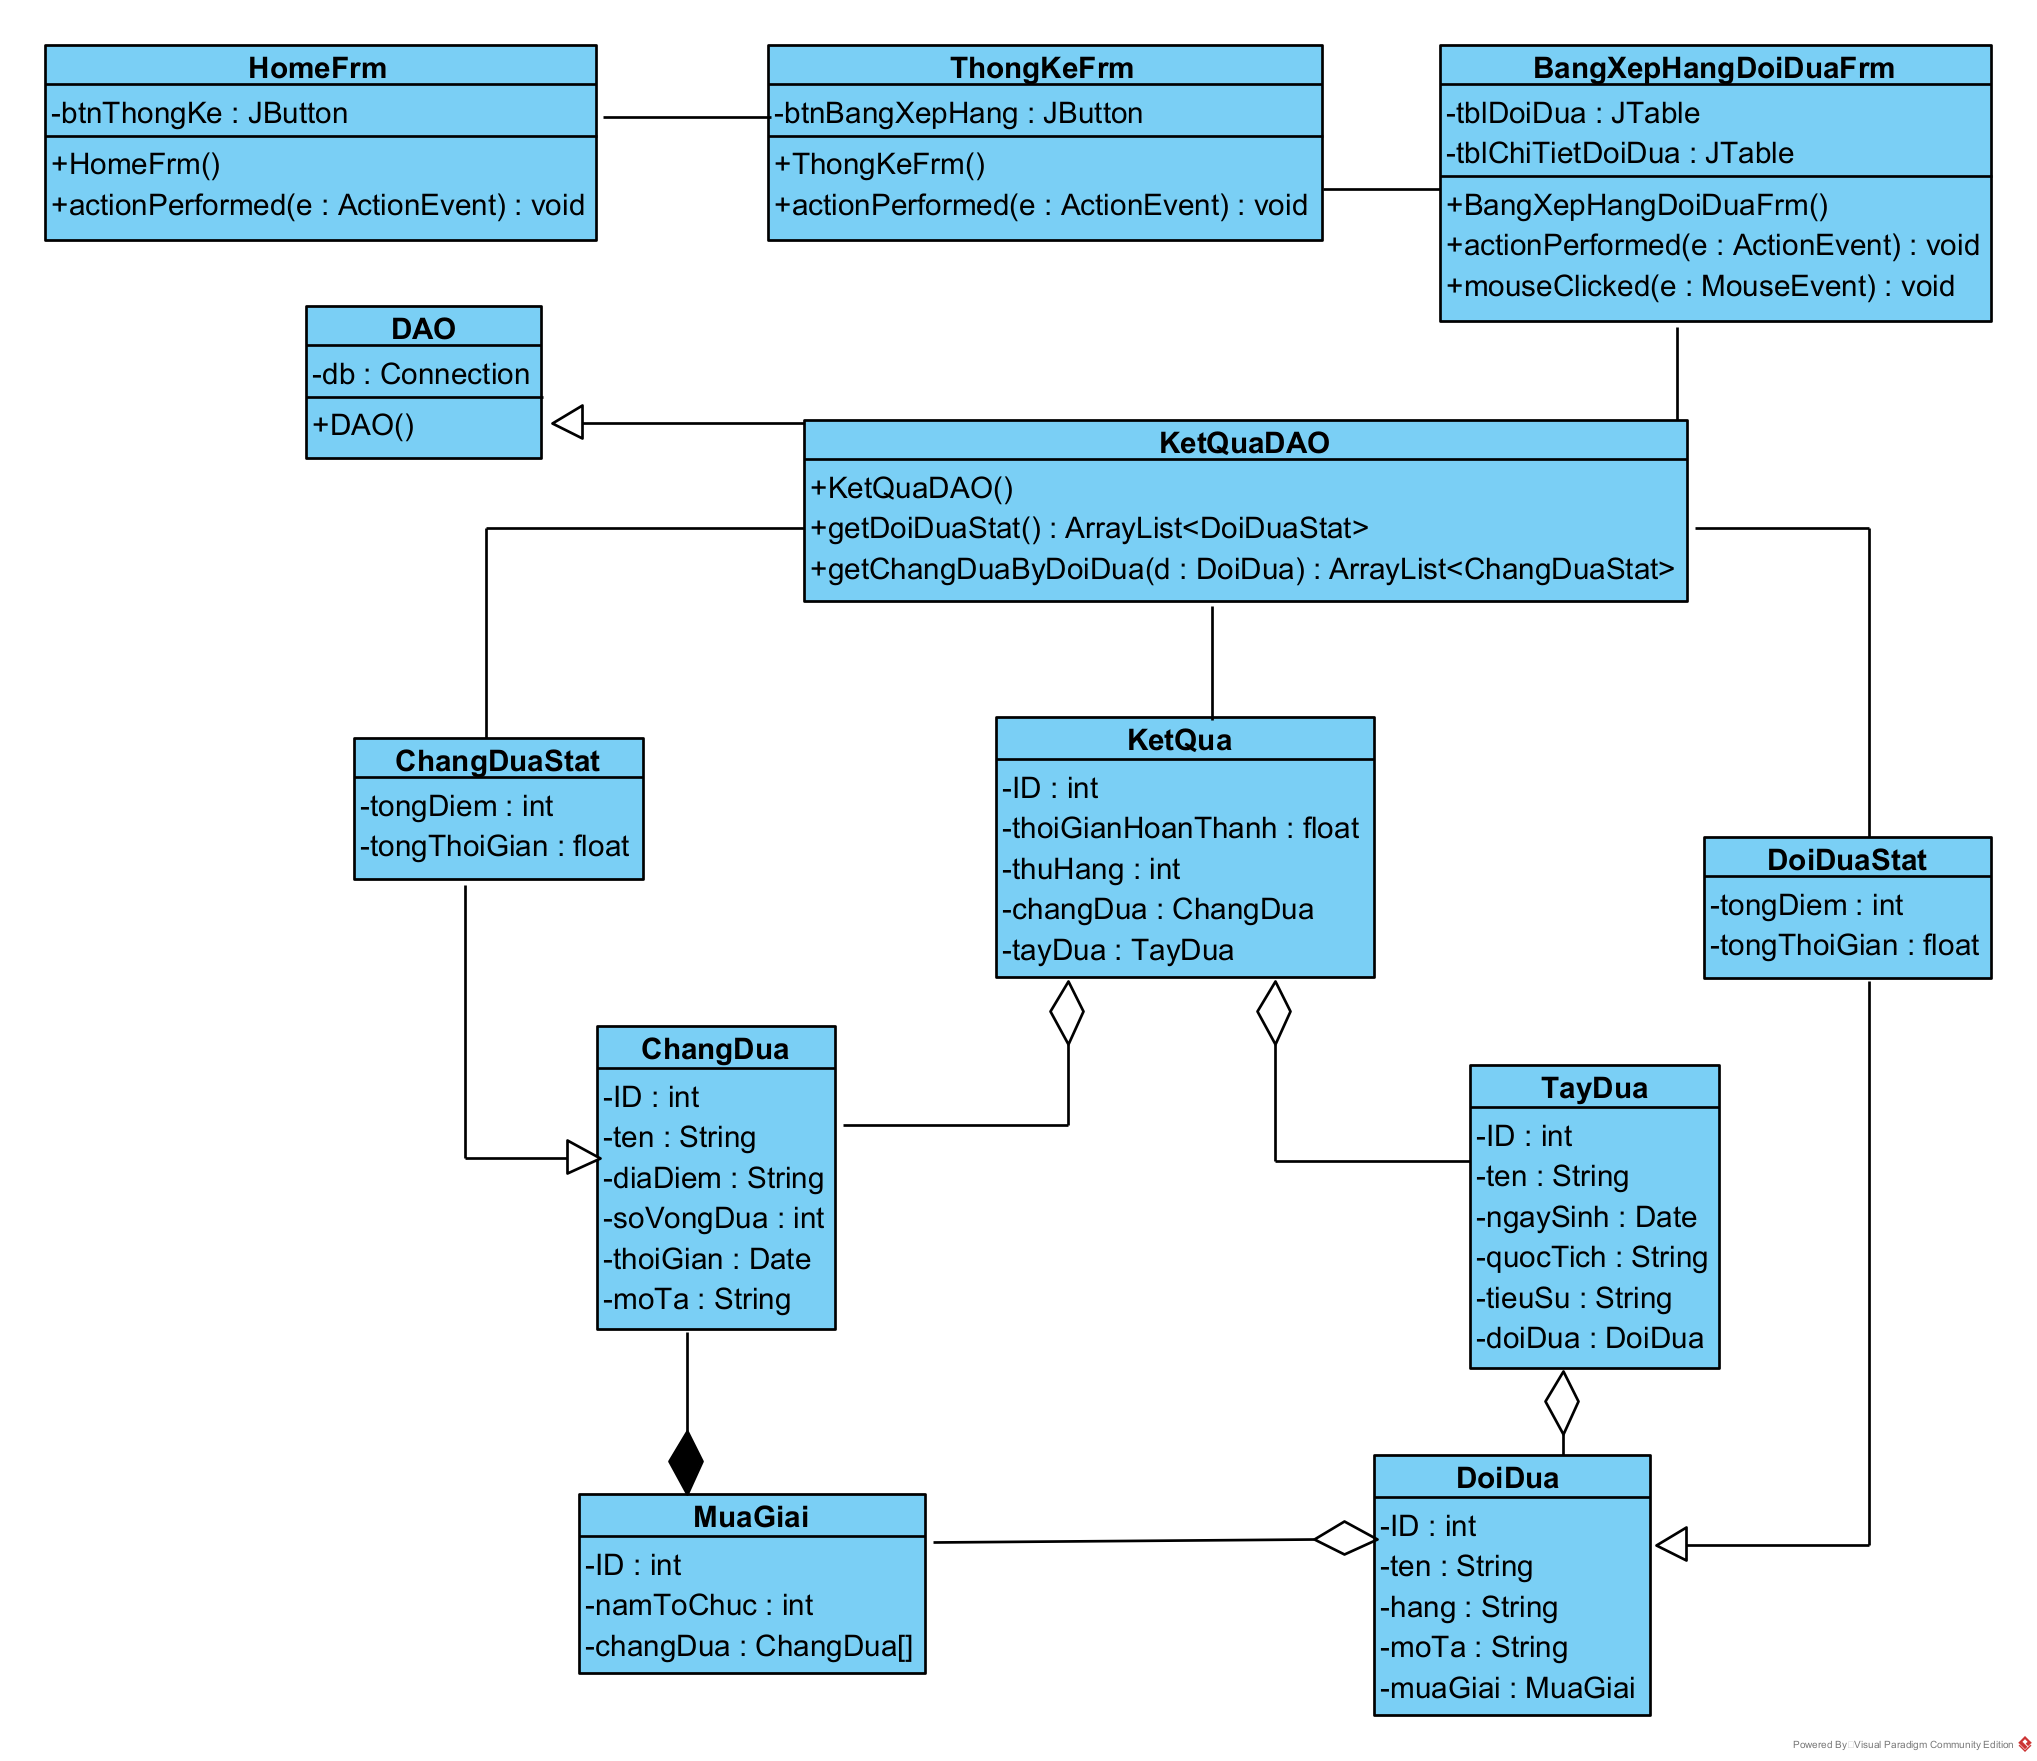 HomeFrm
-btnThongKe : JButton
+HomeFrm()
+actionPerformed(e : ActionEvent) : void
ThongKeFrm
-btnBangXepHang : JButton
+ThongKeFrm()
+actionPerformed(e : ActionEvent) : void
BangXepHangDoiDuaFrm
-tblDoiDua : JTable
-tblChiTietDoiDua : JTable
+BangXepHangDoiDuaFrm()
+actionPerformed(e : ActionEvent) : void
+mouseClicked(e : MouseEvent) : void
DAO
-db : Connection
+DAO()
KetQuaDAO
+KetQuaDAO()
+getDoiDuaStat() : ArrayList<DoiDuaStat>
+getChangDuaByDoiDua(d : DoiDua) : ArrayList<ChangDuaStat>
ChangDuaStat
-tongDiem : int
-tongThoiGian : float
KetQua
-ID : int
-thoiGianHoanThanh : float
-thuHang : int
-changDua : ChangDua
-tayDua : TayDua
DoiDuaStat
-tongDiem : int
-tongThoiGian : float
ChangDua
-ID : int
-ten : String
-diaDiem : String
-soVongDua : int
-thoiGian : Date
-moTa : String
TayDua
-ID : int
-ten : String
-ngaySinh : Date
-quocTich : String
-tieuSu : String
-doiDua : DoiDua
MuaGiai
-ID : int
-namToChuc : int
-changDua : ChangDua[]
DoiDua
-ID : int
-ten : String
-hang : String
-moTa : String
-muaGiai : MuaGiai
Powered By Visual Paradigm Community Edition